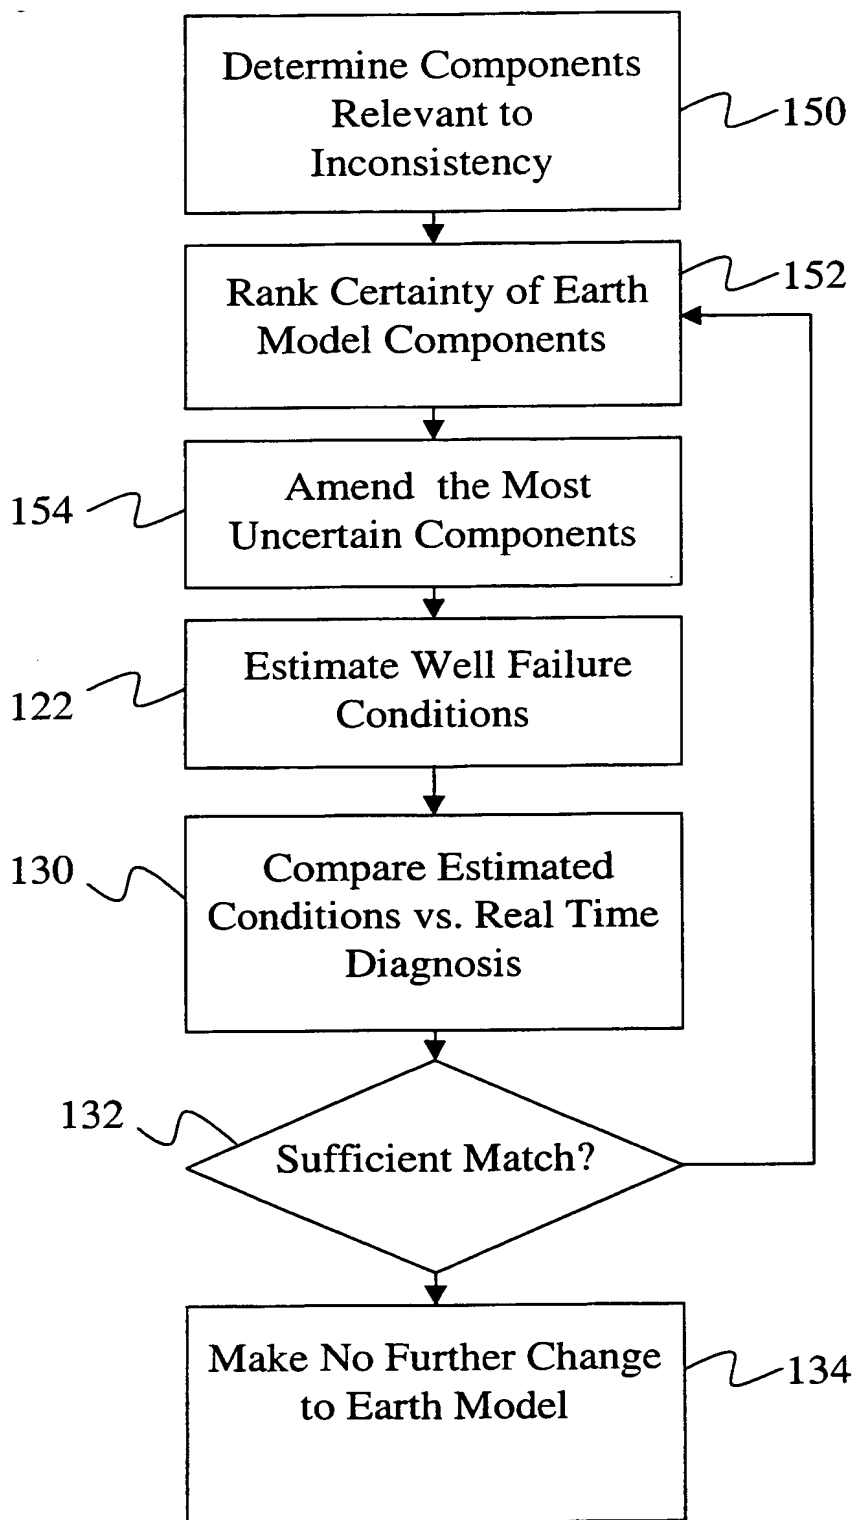 Determine Components
Relevant to
Inconsistency
150
Rank Certainty of Earth
Model Components
152
Amend the Most
Uncertain Components
154
Estimate Well Failure
Conditions
122
Compare Estimated
Conditions vs. Real Time
Diagnosis
130
Sufficient Match?
132
Make No Further Change
to Earth Model
134